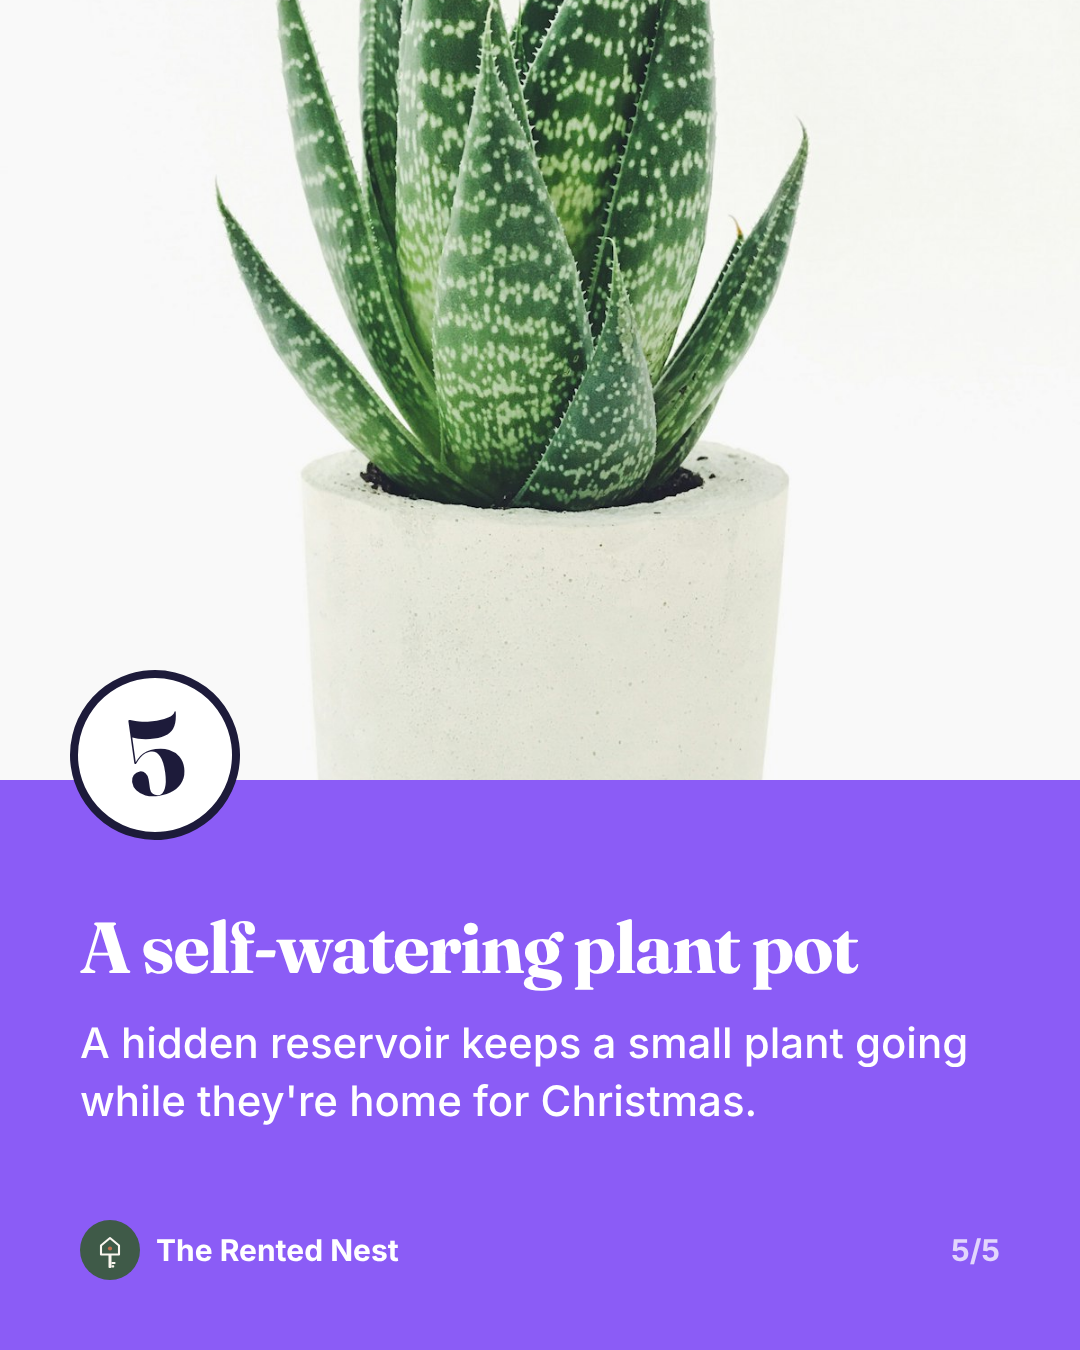 5
A self-watering plant pot
A hidden reservoir keeps a small plant going
while they're home for Christmas.
The Rented Nest
5/5